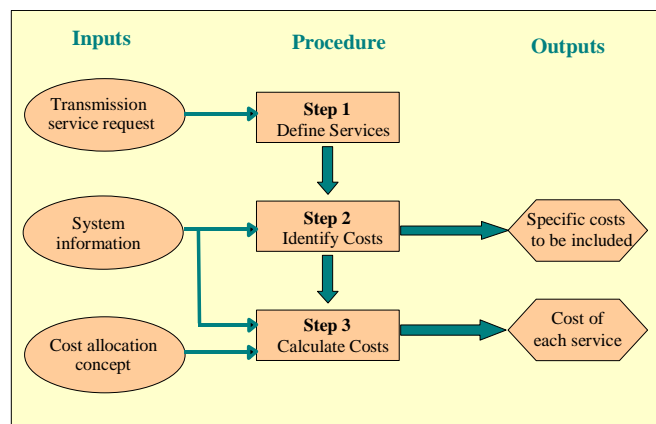 Inputs
Procedure
Outputs
Transmission
service request
Step 1
Define Services
System
information
Step 2
Identify Costs
Specific costs
to be included
Cost allocation
concept
Step 3
Calculate Costs
Cost of
each service